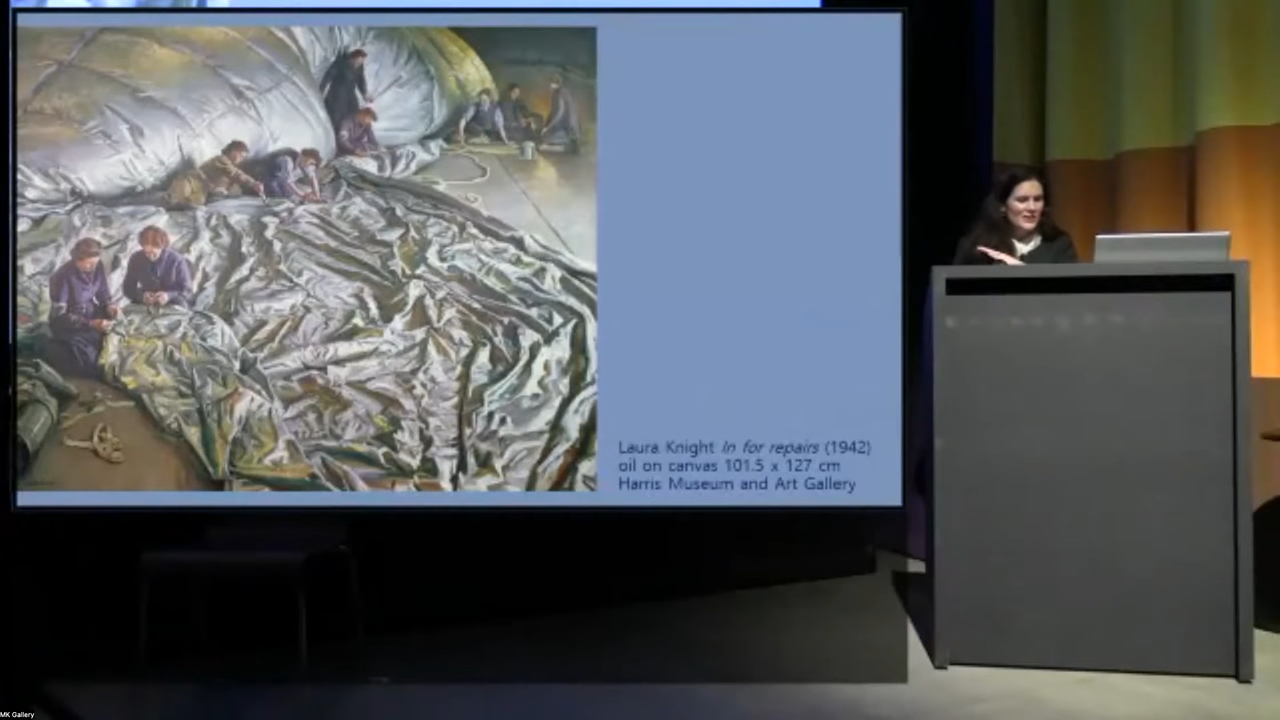 Laura Knight In for repairs (1942)
oil on canvas 101.5 x 127 cm
Harris Museum and Art Gallery
MK Gallery